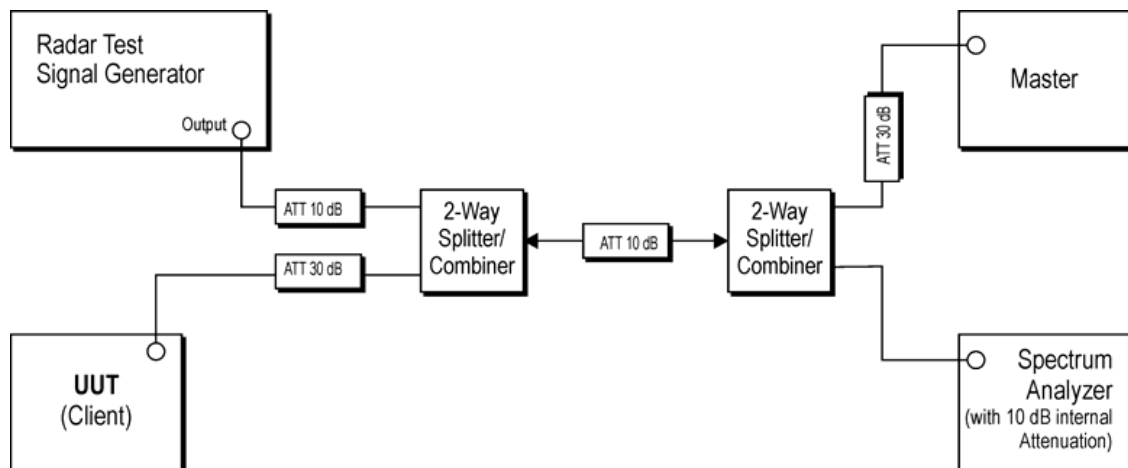 Radar Test
Signal Generator
Output
ATT 10 dB
ATT 30 dB
2-Way
Splitter/
Combiner
ATT 10 dB
2-Way
Splitter/
Combiner
ATT 30 dB
Master
UUT
(Client)
Spectrum
Analyzer
(with 10 dB internal
Attenuation)